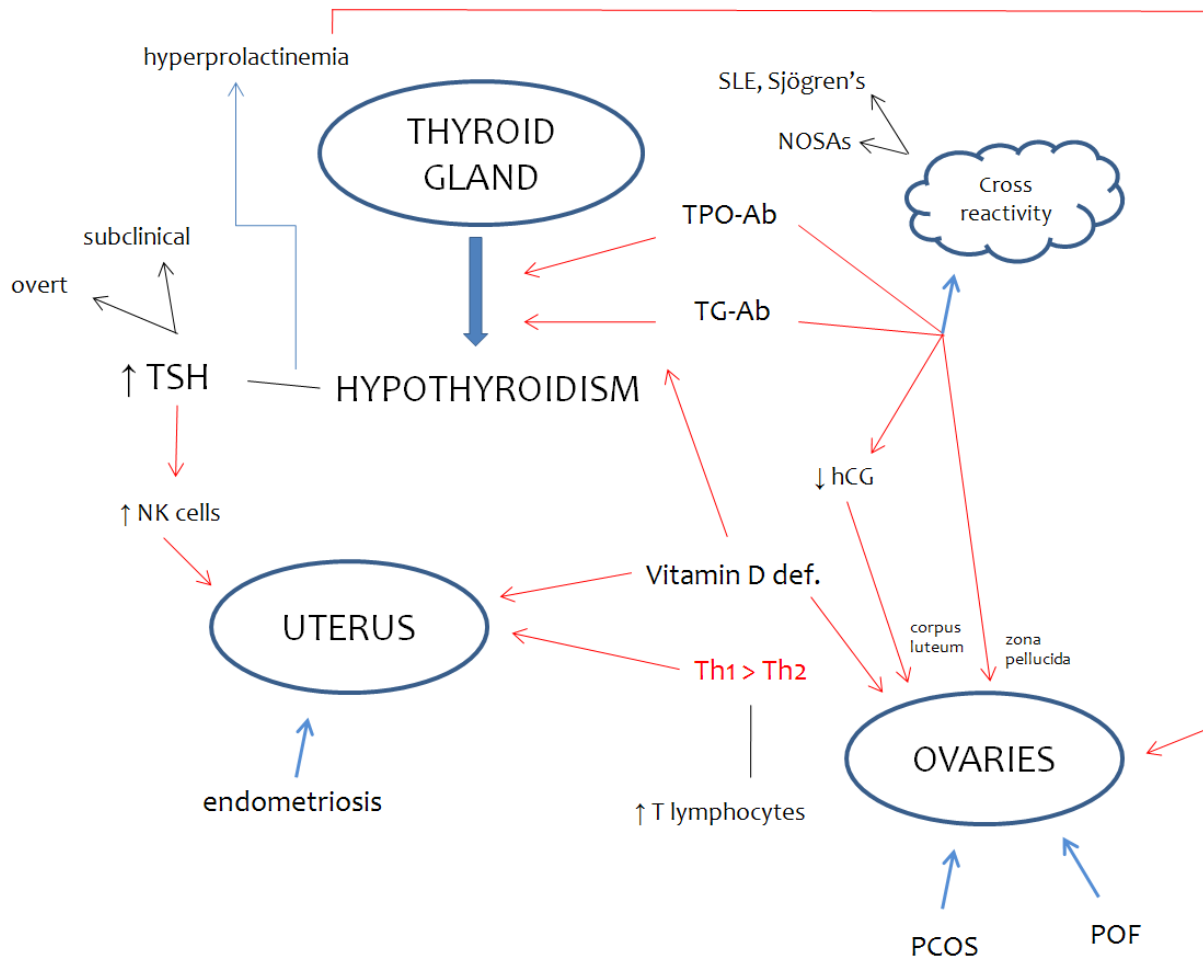 hyperprolactinemia
SLE, Sjögren's
NOSAs
THYROID
GLAND
Cross
reactivity
TPO-Ab
subclinical
overt
TG-Ab
↑ TSH
HYPOTHYROIDISM
↓ hCG
↑ NK cells
Vitamin D def.
UTERUS
corpus
luteum
zona
pellucida
Th1 > Th2
OVARIES
endometriosis
↑ T lymphocytes
PCOS
POF